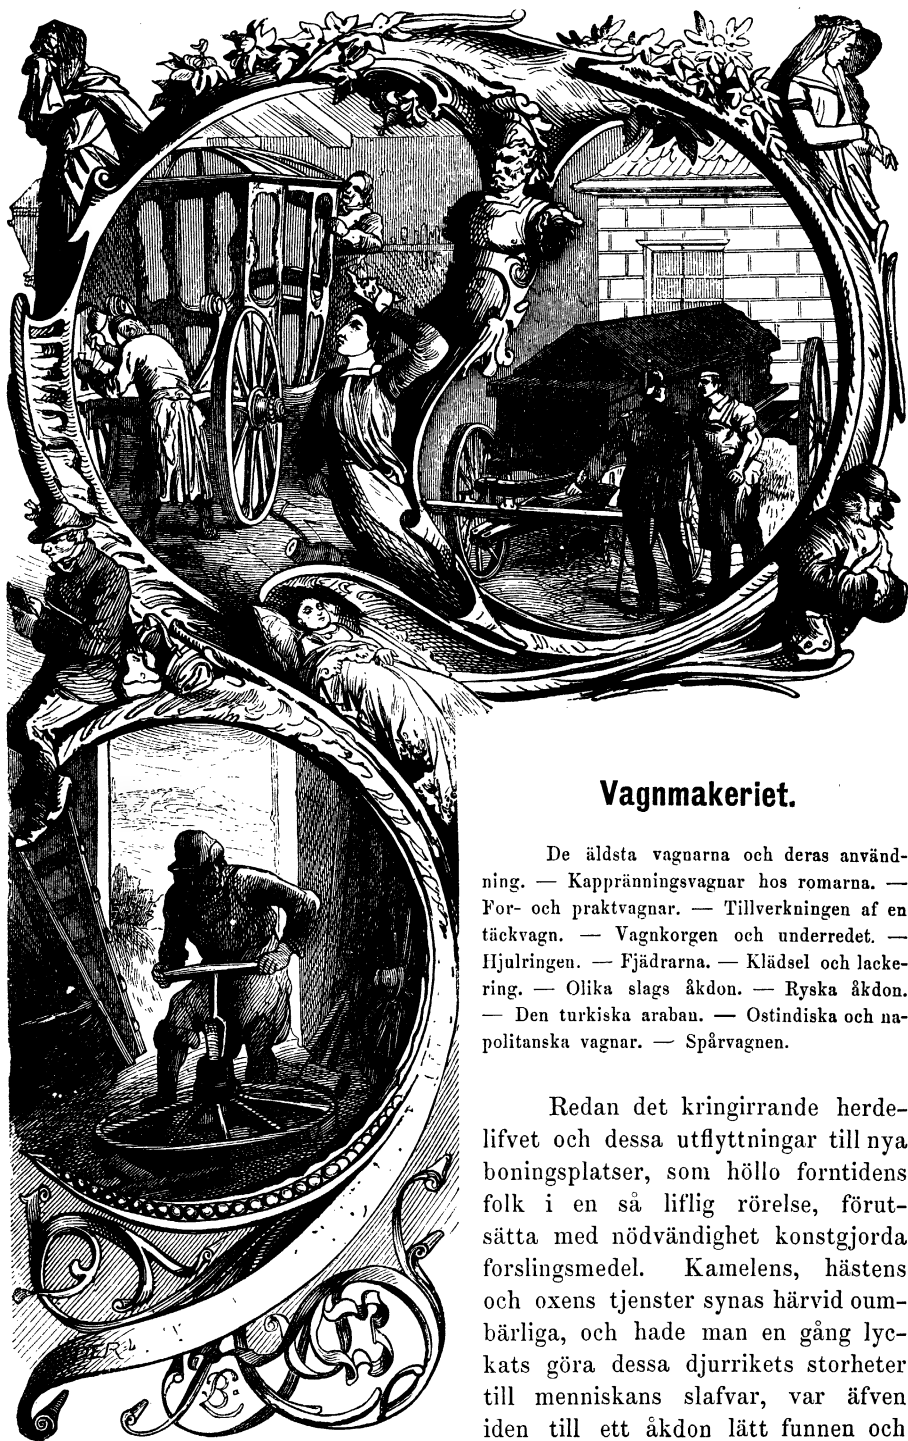 Vagnmakeriet.
De äldsta vagnarna och deras använd-
ning. — Kappränningsvagnar hos romarna. —
For- och praktvagnar. — Tillverkningen af en
täckvagn. — Vagnkorgen och underredet. —
Hjulringen. — Fjädrarna. — Klädsel och lacke-
ring. — Olika slags åkdon. — Ryska åkdon.
— Den turkiska araban. — Ostindiska och na-
politanska vagnar. — Spårvagnen.
Redan det kringirrande herde-
lifvet och dessa utflyttningar till nya
boningsplatser, som höllo forntidens
folk i en så liflig rörelse, förut-
sätta med nödvändighet konstgjorda
forslingsmedel. Kamelens, hästens
och oxens tjenster synas härvid oum-
bärliga, och hade man en gång lyc-
kats göra dessa djurrikets storheter
till menniskans slafvar, var äfven
iden till ett åkdon lätt funnen och